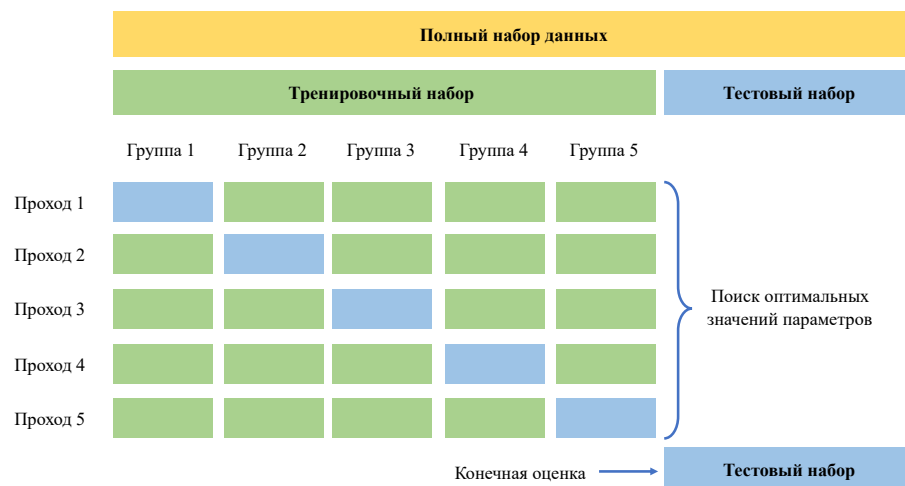 Полный набор данных
Тренировочный набор
Тестовый набор
Группа 1
Группа 2
Группа 3
Группа 4
Группа 5
Проход 1
Проход 2
Проход 3
Проход 4
Проход 5
Поиск оптимальных
значений параметров
Конечная оценка
Тестовый набор